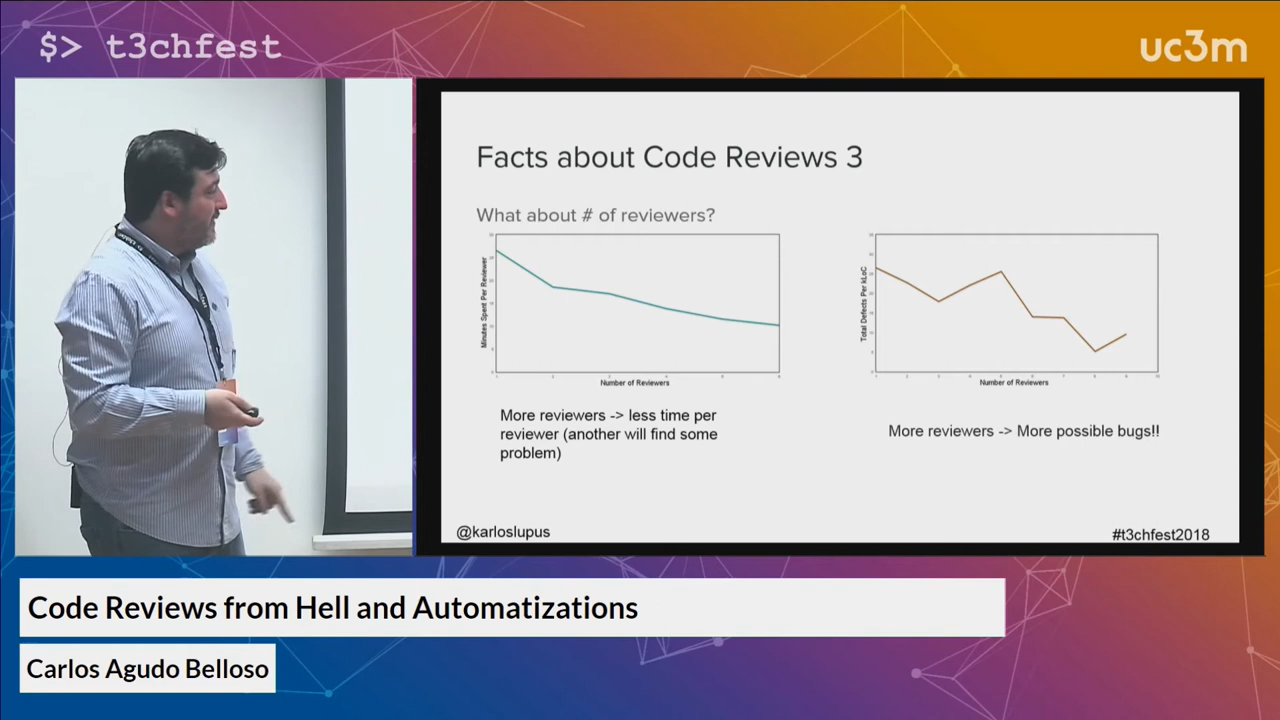 $> t3chfest
uc3m
Facts about Code Reviews 3
What about # of reviewers?
Minutes Spent Per Reviewer
Number of Reviewers
Total Defects Per kLoC
Number of Reviewers
More reviewers -> less time per
reviewer (another will find some
problem)
More reviewers -> More possible bugs!!
@karloslupus
#t3chfest2018
Code Reviews from Hell and Automatizations
Carlos Agudo Belloso